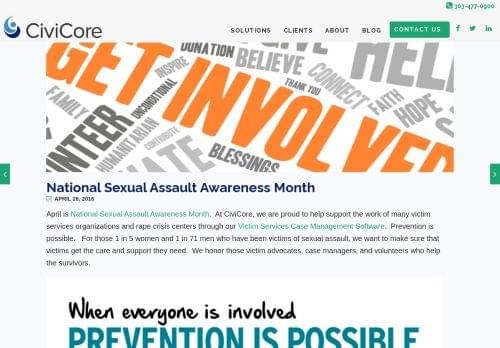 303-477-0900
CiviCore
SOLUTIONS CLIENTS ABOUT BLOG CONTACT US
DONATION
HELP
GET INVOLVED
INSPIRE
BELIEVE
THANK YOU
CONNECT
FAITH
HOPE
FAMILY
UNCONDITIONAL
HUMANITARIAN
CONTRIBUTE
BLESSINGS
CARE
National Sexual Assault Awareness Month
APRIL 28, 2016
April is National Sexual Assault Awareness Month. At CiviCore, we are proud to help support the work of many victim
services organizations and rape crisis centers through our Victim Services Case Management Software. Prevention is
possible. For those 1 in 5 women and 1 in 71 men who have been victims of sexual assault, we want to make sure that
victims get the care and support they need. We honor those victim advocates, case managers, and volunteers who help
the survivors.
When everyone is involved
PREVENTION IS POSSIBLE